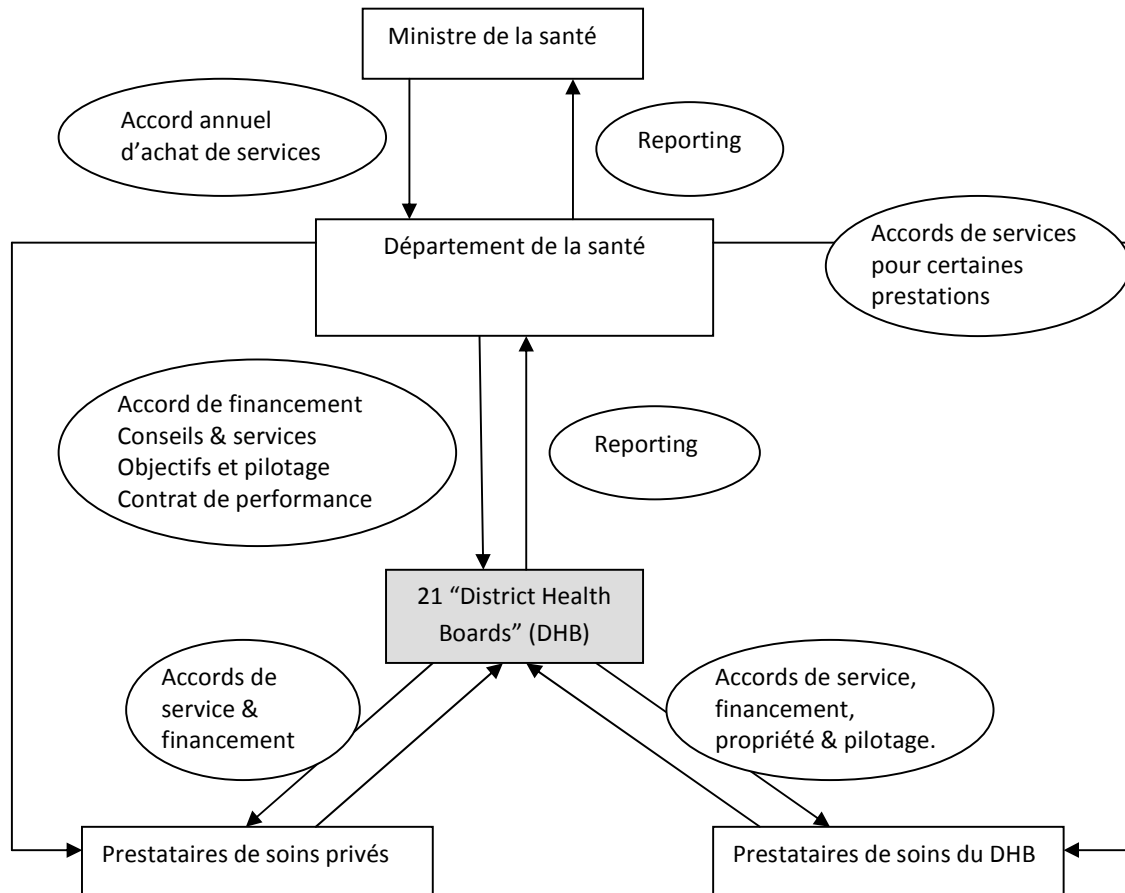 Ministre de la santé
Accord annuel
d’achat de services
Reporting
Département de la santé
Accords de services
pour certaines
prestations
Accord de financement
Conseils & services
Objectifs et pilotage
Contrat de performance
Reporting
21 “District Health
Boards” (DHB)
Accords de
service &
financement
Accords de service,
financement,
propriété & pilotage.
Prestataires de soins privés
Prestataires de soins du DHB